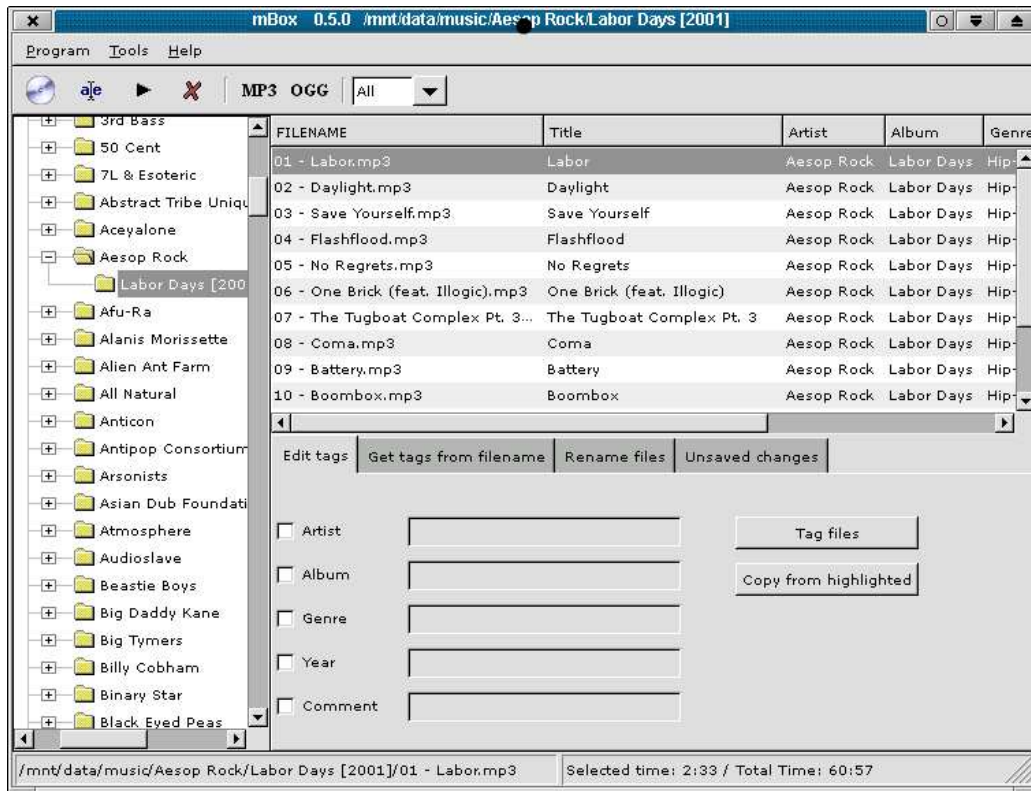 mBox 0.5.0 /mnt/data/music/Aesop Rock/Labor Days [2001]
Program Tools Help
MP3 OGG All
3rd Bass
50 Cent
7L & Esoteric
Abstract Tribe Uniqu
Aceyalone
Aesop Rock
Labor Days [200
Afu-Ra
Alanis Morissette
Alien Ant Farm
All Natural
Anticon
Antipop Consortium
Arsonists
Asian Dub Foundati
Atmosphere
Audioslave
Beastie Boys
Big Daddy Kane
Big Tymers
Billy Cobham
Binary Star
Black Eyed Peas
FILENAME Title Artist Album Genre
01 - Labor.mp3 Labor Aesop Rock Labor Days Hip-
02 - Daylight.mp3 Daylight Aesop Rock Labor Days Hip-
03 - Save Yourself.mp3 Save Yourself Aesop Rock Labor Days Hip-
04 - Flashflood.mp3 Flashflood Aesop Rock Labor Days Hip-
05 - No Regrets.mp3 No Regrets Aesop Rock Labor Days Hip-
06 - One Brick (feat. Illogic).mp3 One Brick (feat. Illogic) Aesop Rock Labor Days Hip-
07 - The Tugboat Complex Pt. 3... The Tugboat Complex Pt. 3 Aesop Rock Labor Days Hip-
08 - Coma.mp3 Coma Aesop Rock Labor Days Hip-
09 - Battery.mp3 Battery Aesop Rock Labor Days Hip-
10 - Boombox.mp3 Boombox Aesop Rock Labor Days Hip-
Edit tags Get tags from filename Rename files Unsaved changes
Artist Tag files
Album Copy from highlighted
Genre
Year
Comment
/mnt/data/music/Aesop Rock/Labor Days [2001]/01 - Labor.mp3 Selected time: 2:33 / Total Time: 60:57